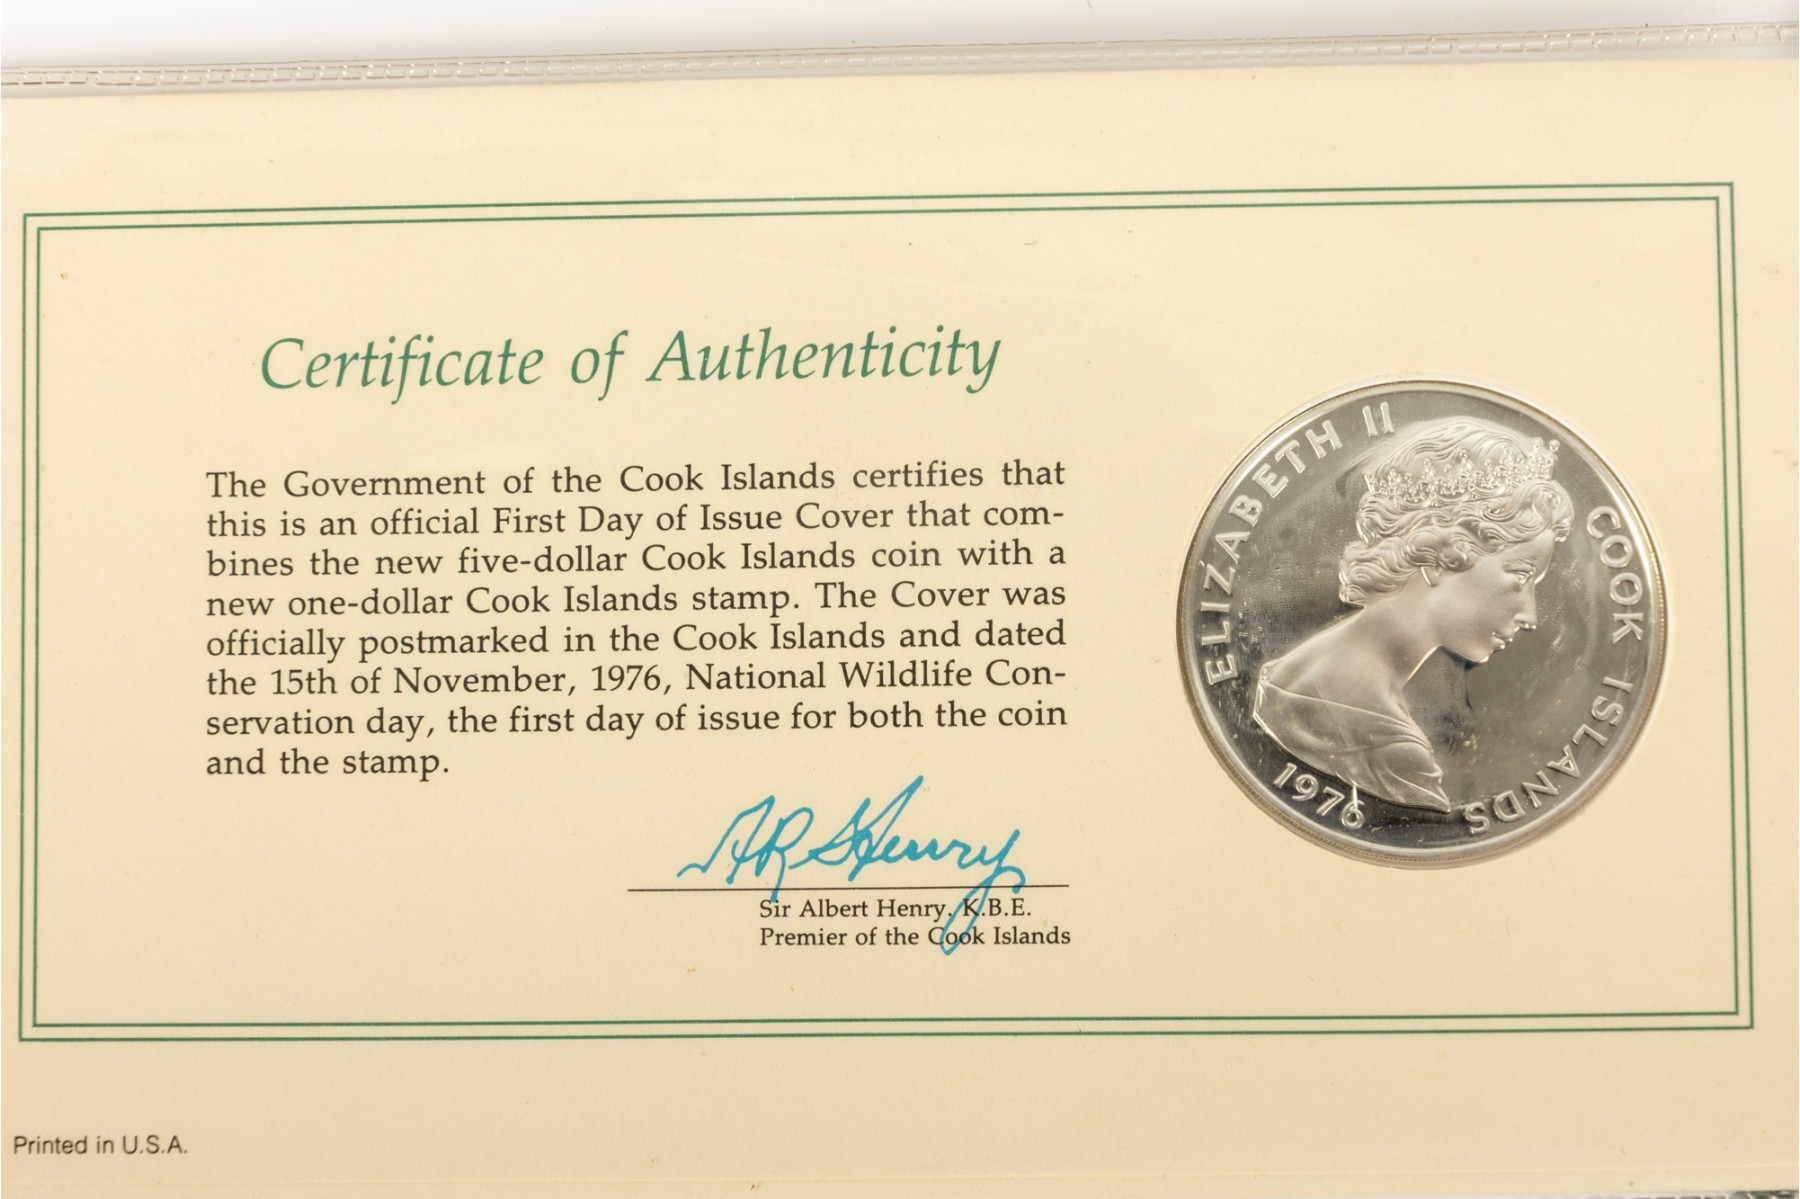 Certificate of Authenticity
The Government of the Cook Islands certifies that
this is an official First Day of Issue Cover that com-
bines the new five-dollar Cook Islands coin with a
new one-dollar Cook Islands stamp. The Cover was
officially postmarked in the Cook Islands and dated
the 15th of November, 1976, National Wildlife Con-
servation day, the first day of issue for both the coin
and the stamp.
Sir Albert Henry, K.B.E.
Premier of the Cook Islands
ELIZABETH II
COOK ISLANDS
1976
Printed in U.S.A.